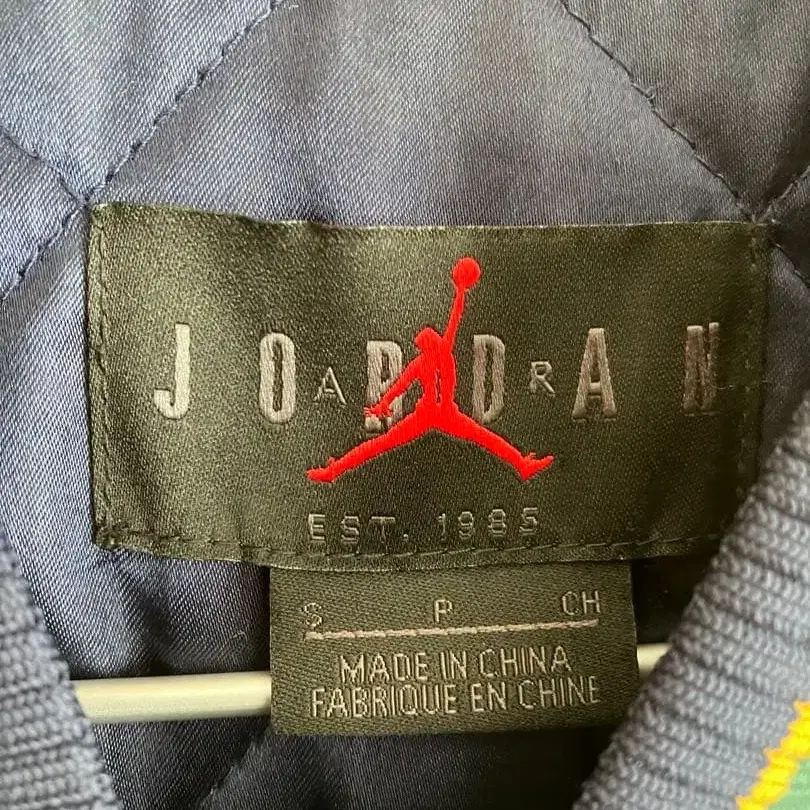 JORDAN
AIR
EST. 1985
S P CH
MADE IN CHINA
FABRIQUE EN CHINE